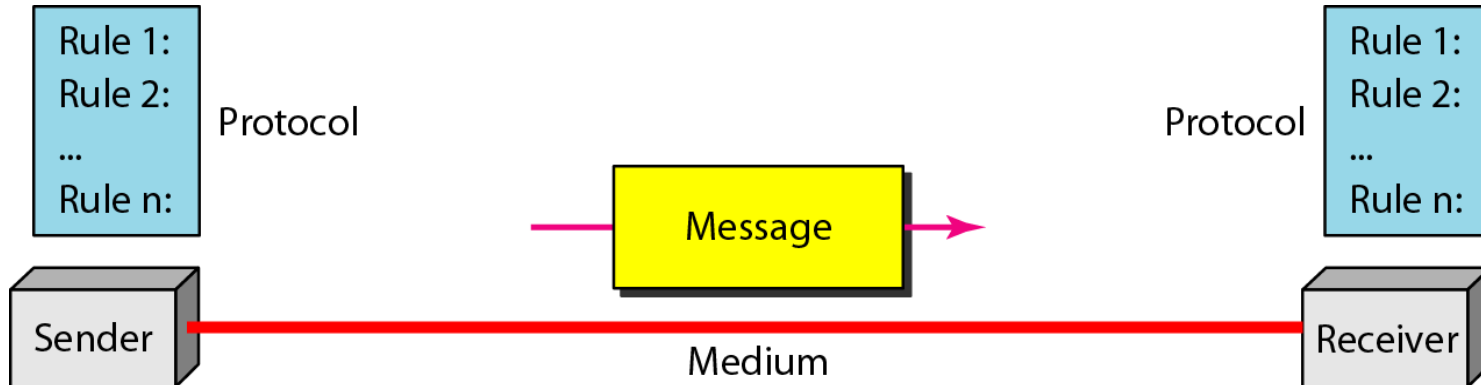 Rule 1:
Rule 2:
...
Rule n:
Protocol
Message
Protocol
Rule 1:
Rule 2:
...
Rule n:
Sender
Medium
Receiver